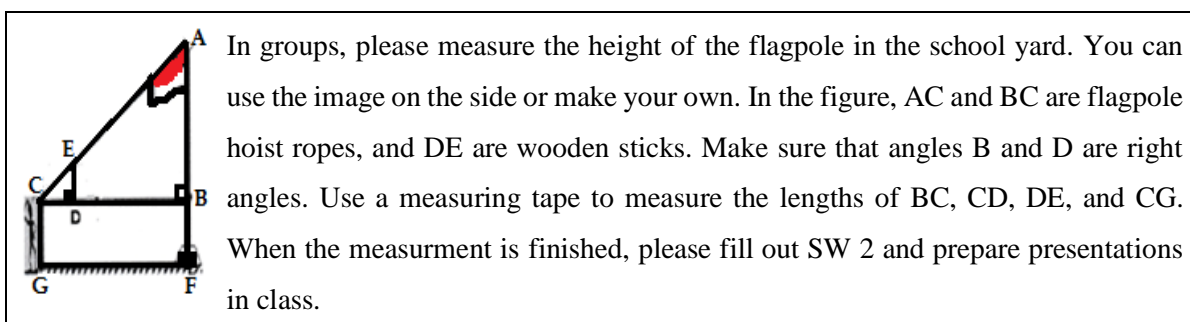 A
In groups, please measure the height of the flagpole in the school yard. You can
use the image on the side or make your own. In the figure, AC and BC are flagpole
E
hoist ropes, and DE are wooden sticks. Make sure that angles B and D are right
C
B
angles. Use a measuring tape to measure the lengths of BC, CD, DE, and CG.
D
When the measurment is finished, please fill out SW 2 and prepare presentations
G
F
in class.